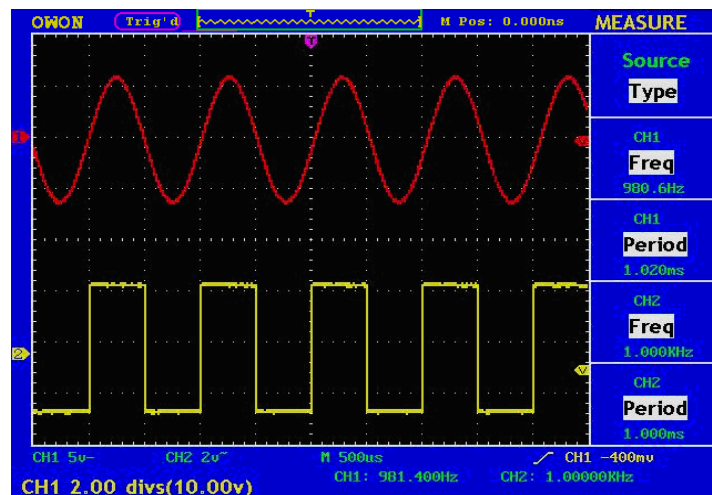 OWON Trig'd T M Pos: 0.000ns MEASURE
T
Source
Type
1
CH1
Freq
980.6Hz
CH1
Period
1.020ms
CH2
Freq
1.000KHz
2
V
CH2
Period
1.000ms
CH1 5v- CH2 2v~ M 500us CH1 -400mv
CH1: 981.400Hz CH2: 1.00000KHz
CH1 2.00 divs(10.00v)